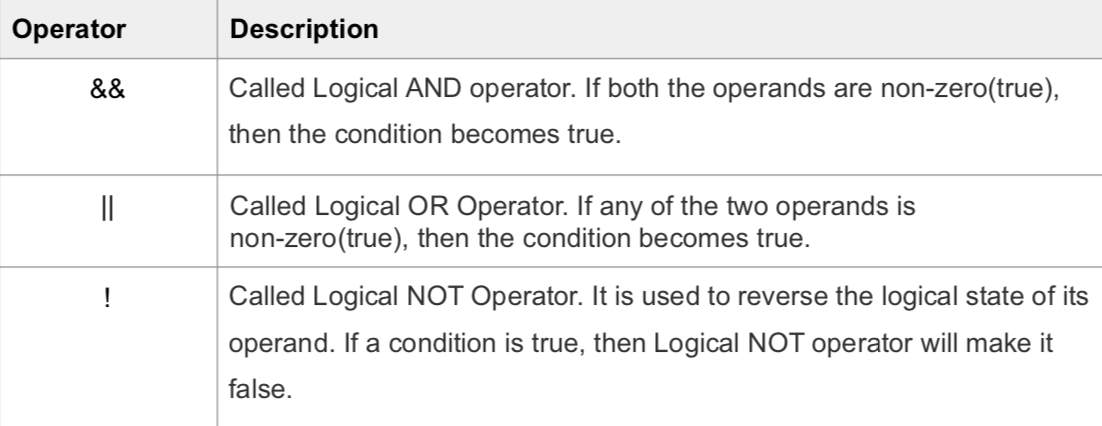 Operator Description
&& Called Logical AND operator. If both the operands are non-zero(true),
then the condition becomes true.
|| Called Logical OR Operator. If any of the two operands is
non-zero(true), then the condition becomes true.
! Called Logical NOT Operator. It is used to reverse the logical state of its
operand. If a condition is true, then Logical NOT operator will make it
false.